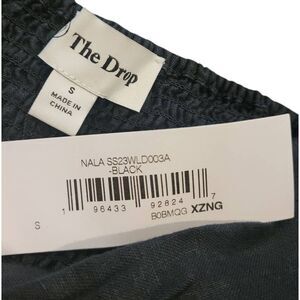 The Drop
S
MADE IN
CHINA
NALA SS23WLD003A
-BLACK
S
1 96433 92824 7
B0BMQG XZNG